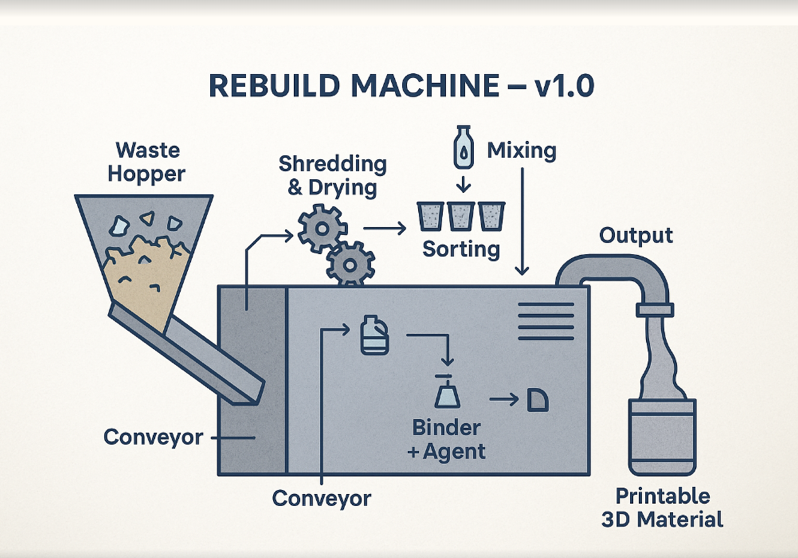 REBUILD MACHINE – v1.0
Waste
Hopper
Shredding
& Drying
Mixing
Sorting
Output
Conveyor
Binder
+ Agent
Conveyor
Printable
3D Material